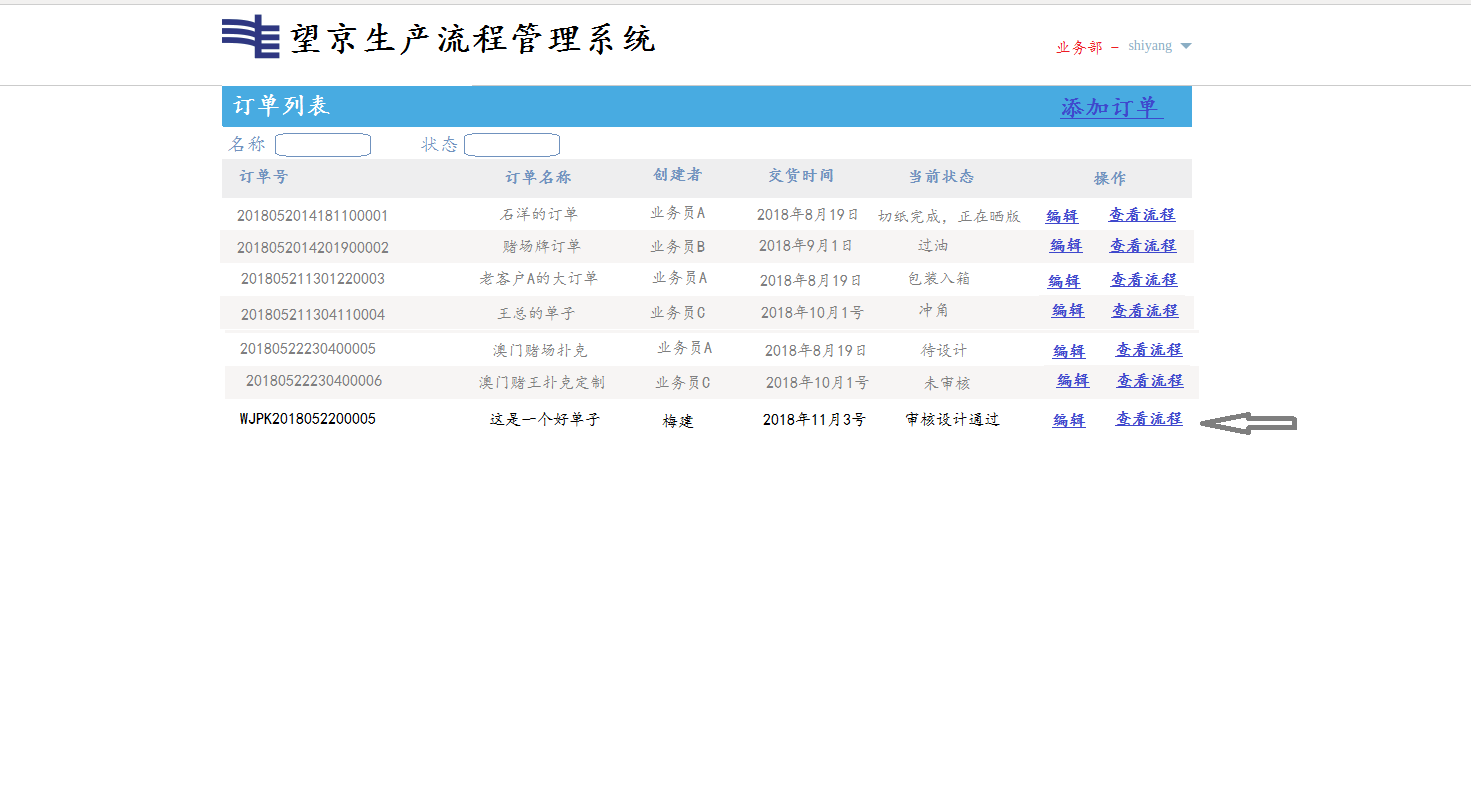 望京生产流程管理系统
业务部 – shiyang
订单列表 添加订单
名称 状态
订单号 订单名称 创建者 交货时间 当前状态 操作
2018052014181100001 石洋的订单 业务员A 2018年8月19日 切纸完成，正在晒版 编辑 查看流程
2018052014201900002 赌场牌订单 业务员B 2018年9月1日 过油 编辑 查看流程
201805211301220003 老客户A的大订单 业务员A 2018年8月19日 包装入箱 编辑 查看流程
201805211304110004 王总的单子 业务员C 2018年10月1号 冲角 编辑 查看流程
20180522230400005 澳门赌场扑克 业务员A 2018年8月19日 待设计 编辑 查看流程
20180522230400006 澳门赌王扑克定制 业务员C 2018年10月1号 未审核 编辑 查看流程
WJPK2018052200005 这是一个好单子 梅建 2018年11月3号 审核设计通过 编辑 查看流程